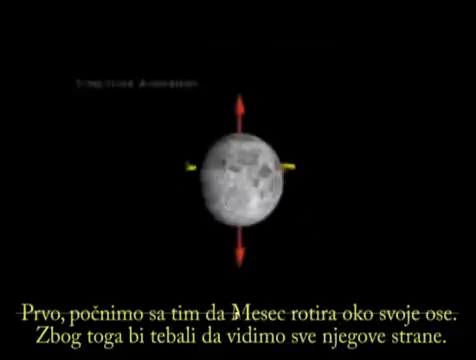 Prvo, počnimo sa tim da Mesec rotira oko svoje ose.
Zbog toga bi tebali da vidimo sve njegove strane.